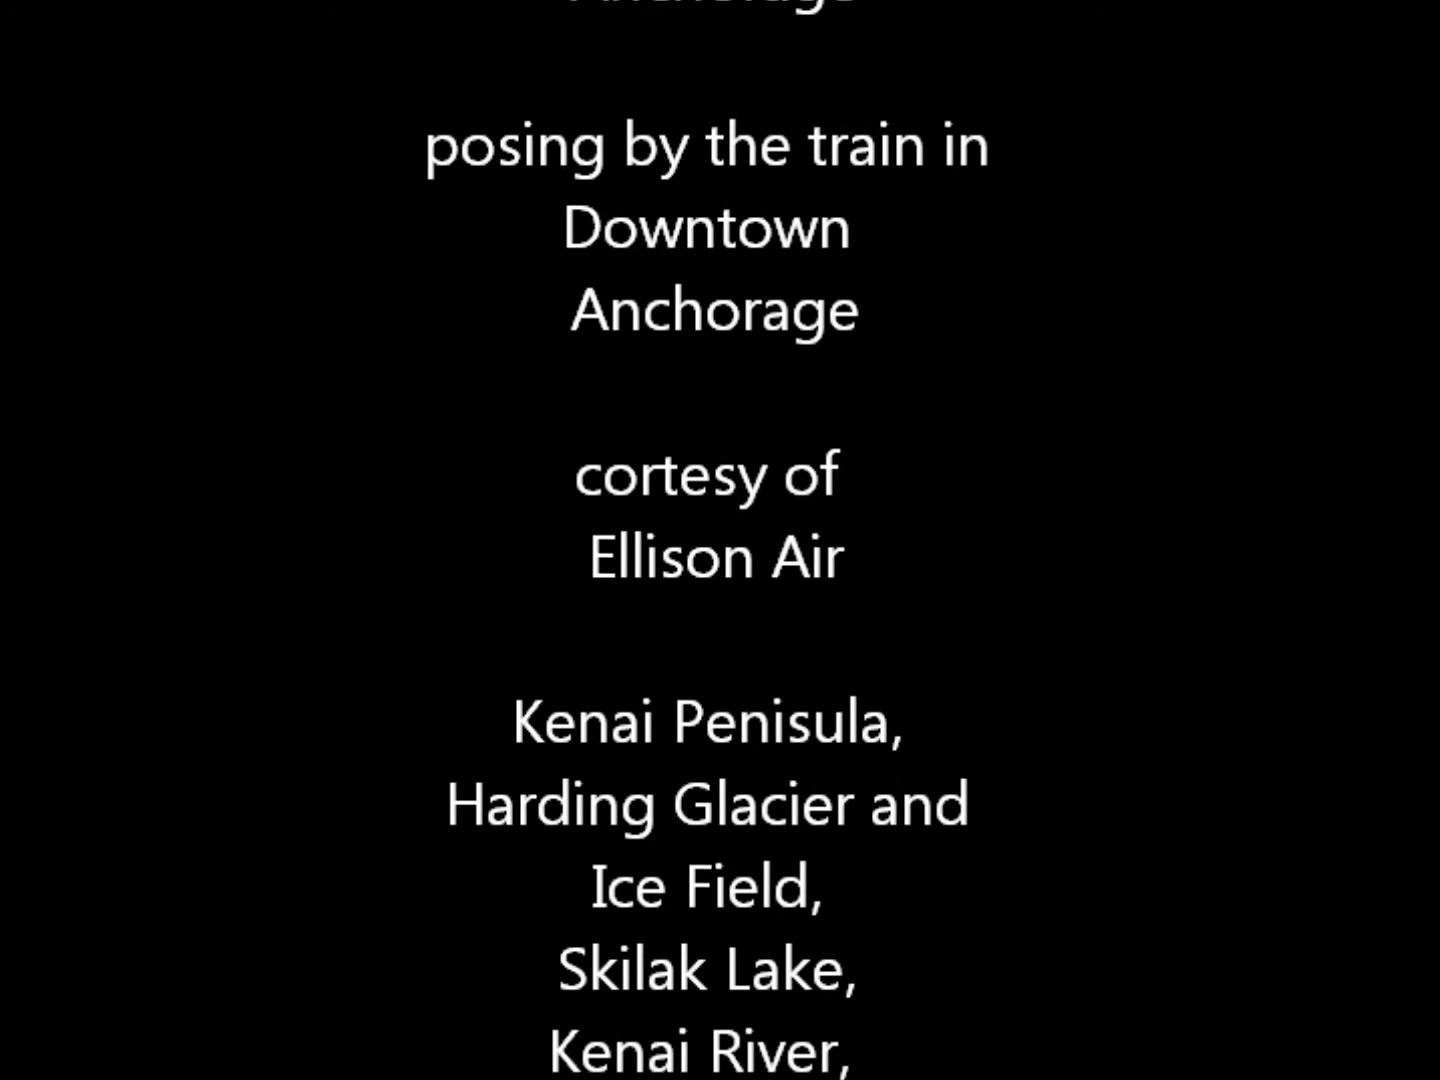 Anchorage
posing by the train in
Downtown
Anchorage
cortesy of
Ellison Air
Kenai Penisula,
Harding Glacier and
Ice Field,
Skilak Lake,
Kenai River,